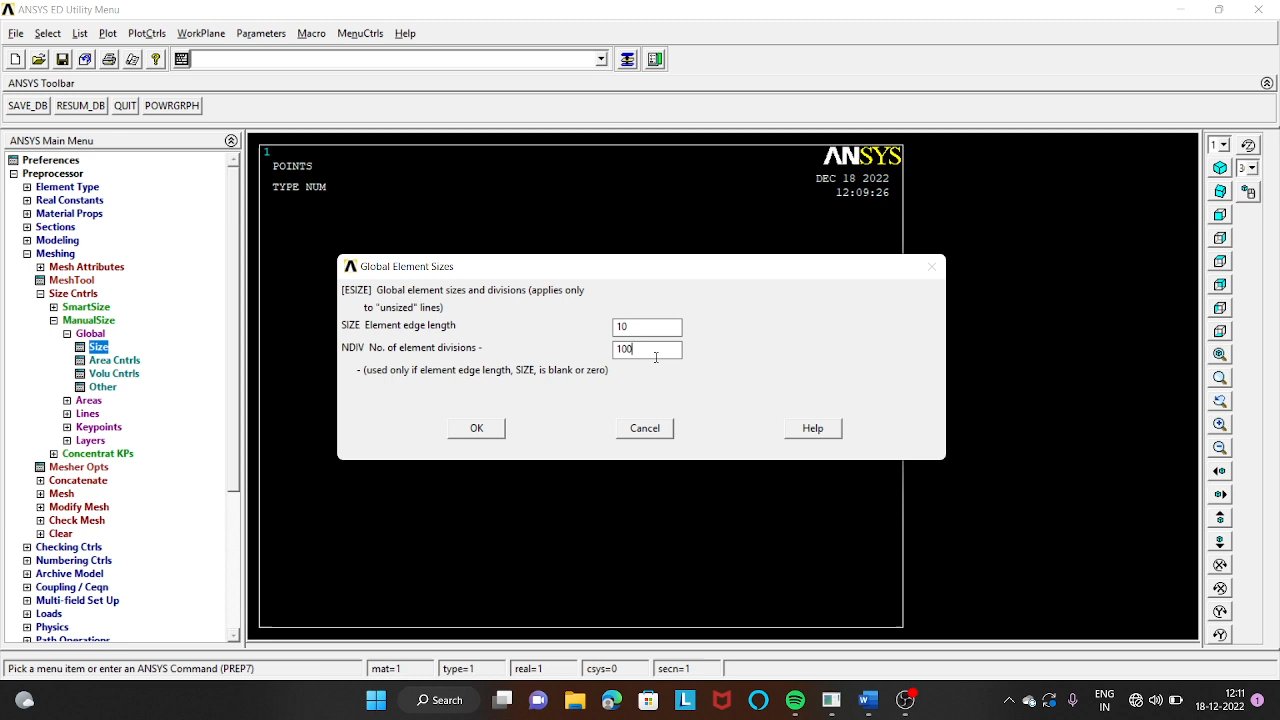 ANSYS ED Utility Menu
File Select List Plot PlotCtrls WorkPlane Parameters Macro MenuCtrls Help
ANSYS Toolbar
SAVE_DB RESUM_DB QUIT POWRGRPH
ANSYS Main Menu
Preferences
Preprocessor
Element Type
Real Constants
Material Props
Sections
Modeling
Meshing
Mesh Attributes
MeshTool
Size Cntrls
SmartSize
ManualSize
Global
Size
Area Cntrls
Volu Cntrls
Other
Areas
Lines
Keypoints
Layers
Concentrat KPs
Mesher Opts
Concatenate
Mesh
Modify Mesh
Check Mesh
Clear
Checking Ctrls
Numbering Ctrls
Archive Model
Coupling / Ceqn
Multi-field Set Up
Loads
Physics
Path Operations
1
POINTS
TYPE NUM
ANSYS
DEC 18 2022
12:09:26
Global Element Sizes
[ESIZE] Global element sizes and divisions (applies only
to "unsized" lines)
SIZE Element edge length 10
NDIV No. of element divisions - 100
- (used only if element edge length, SIZE, is blank or zero)
OK Cancel Help
1
3
Pick a menu item or enter an ANSYS Command (PREP7) mat=1 type=1 real=1 csys=0 secn=1
Search
ENG
IN
12:11
18-12-2022
1